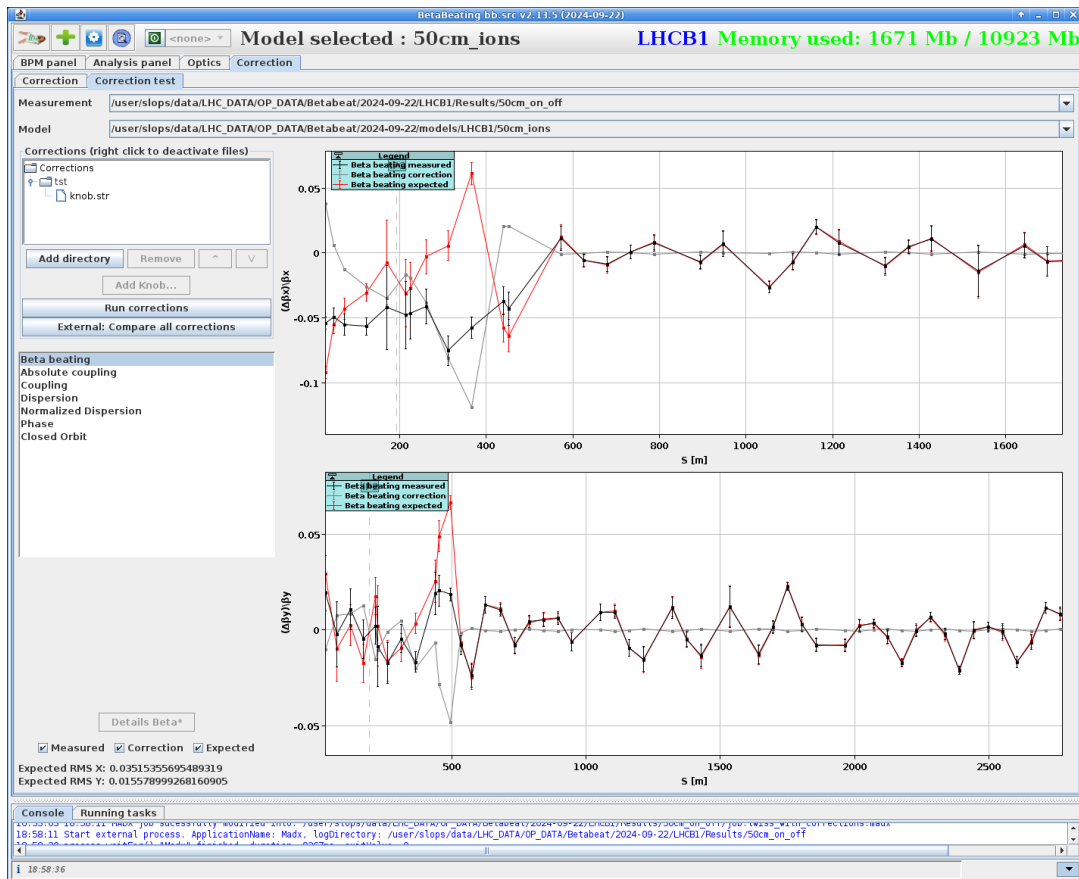 BetaBeating bb.src v2.13.5 (2024-09-22)
<none> Model selected : 50cm_ions LHCB1 Memory used: 1671 Mb / 10923 Mb
BPM panel Analysis panel Optics Correction
Correction Correction test
Measurement /user/slops/data/LHC_DATA/OP_DATA/Betabeat/2024-09-22/LHCB1/Results/50cm_on_off
Model /user/slops/data/LHC_DATA/OP_DATA/Betabeat/2024-09-22/models/LHCB1/50cm_ions
Corrections (right click to deactivate files)
Corrections
tst
knob.str
Add directory Remove ^ V
Add Knob...
Run corrections
External: Compare all corrections
Beta beating
Absolute coupling
Coupling
Dispersion
Normalized Dispersion
Phase
Closed Orbit
Details Beta*
Measured Correction Expected
Expected RMS X: 0.03515355695489319
Expected RMS Y: 0.015578999268160905
Legend
Beta beating measured
Beta beating correction
Beta beating expected
(Δβx)\βx
0.05
0
-0.05
-0.1
200 400 600 800 1000 1200 1400 1600
S [m]
Legend
Beta beating measured
Beta beating correction
Beta beating expected
(Δβy)\βy
0.05
0
-0.05
500 1000 1500 2000 2500
S [m]
Console Running tasks
18:58:11 Start external process. ApplicationName: Madx, logDirectory: /user/slops/data/LHC_DATA/OP_DATA/Betabeat/2024-09-22/LHCB1/Results/50cm_on_off
18:58:36